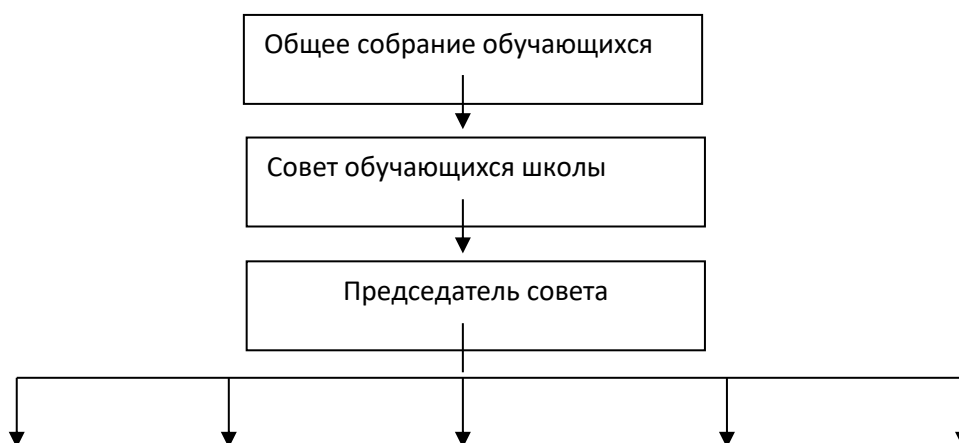 Общее собрание обучающихся
Совет обучающихся школы
Председатель совета